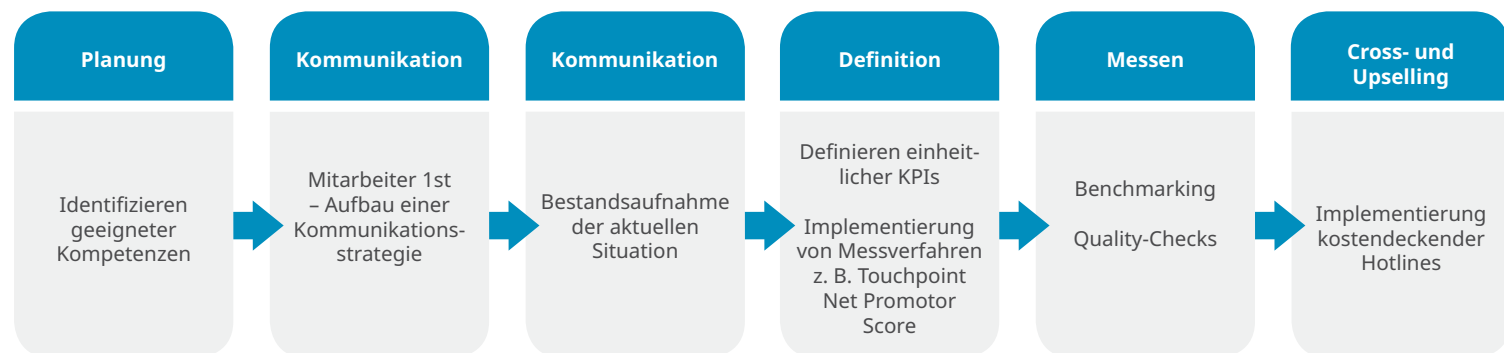 Planung
Identifizieren
geeigneter
Kompetenzen
Kommunikation
Mitarbeiter 1st
– Aufbau einer
Kommunikations-
strategie
Kommunikation
Bestandsaufnahme
der aktuellen
Situation
Definition
Definieren einheit-
licher KPIs
Implementierung
von Messverfahren
z. B. Touchpoint
Net Promotor
Score
Messen
Benchmarking
Quality-Checks
Cross- und
Upselling
Implementierung
kostendeckender
Hotlines